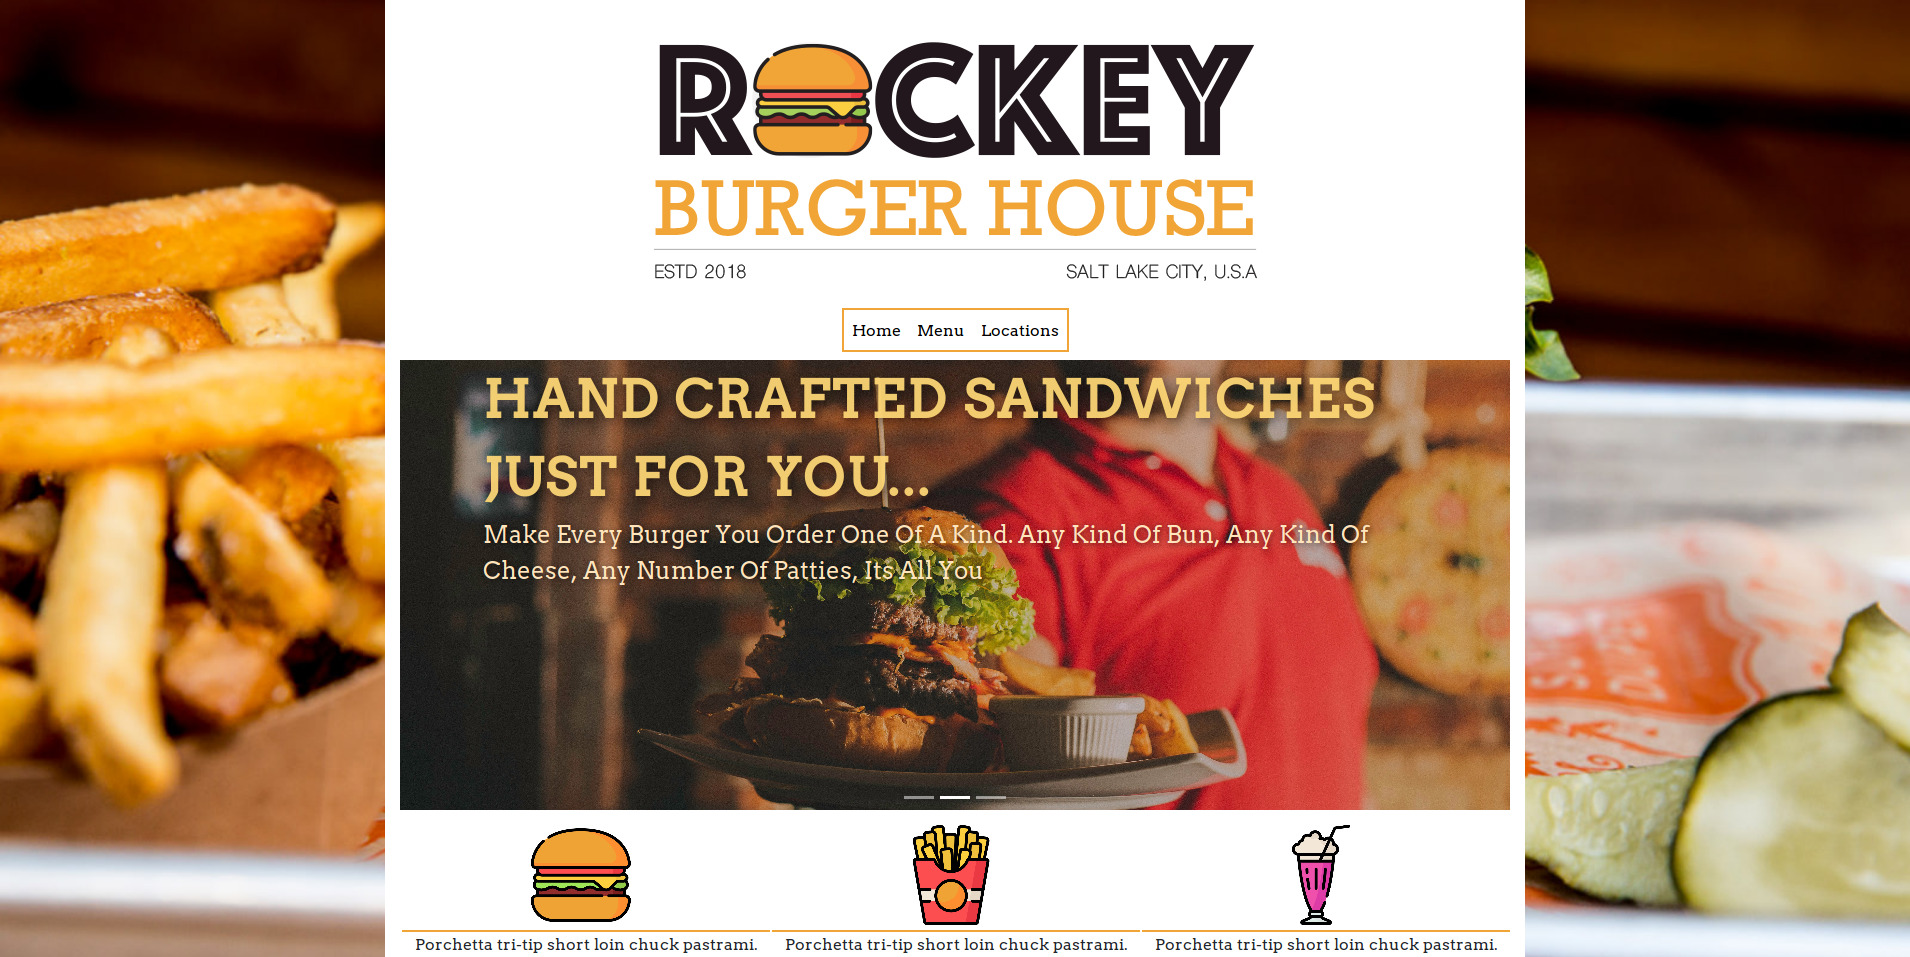 ROCKEY
BURGER HOUSE
ESTD 2018 SALT LAKE CITY, U.S.A
Home Menu Locations
HAND CRAFTED SANDWICHES
JUST FOR YOU...
Make Every Burger You Order One Of A Kind. Any Kind Of Bun, Any Kind Of
Cheese, Any Number Of Patties, Its All You
Porchetta tri-tip short loin chuck pastrami. Porchetta tri-tip short loin chuck pastrami. Porchetta tri-tip short loin chuck pastrami.